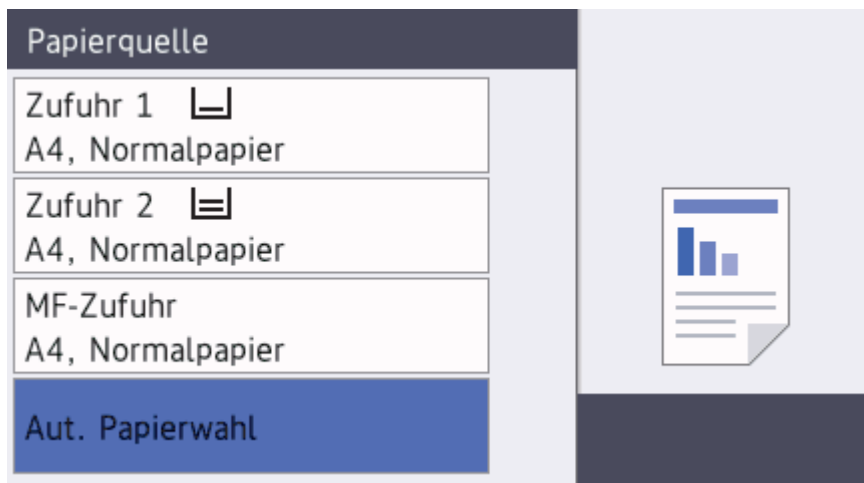 Papierquelle
Zufuhr 1
A4, Normalpapier
Zufuhr 2
A4, Normalpapier
MF-Zufuhr
A4, Normalpapier
Aut. Papierwahl